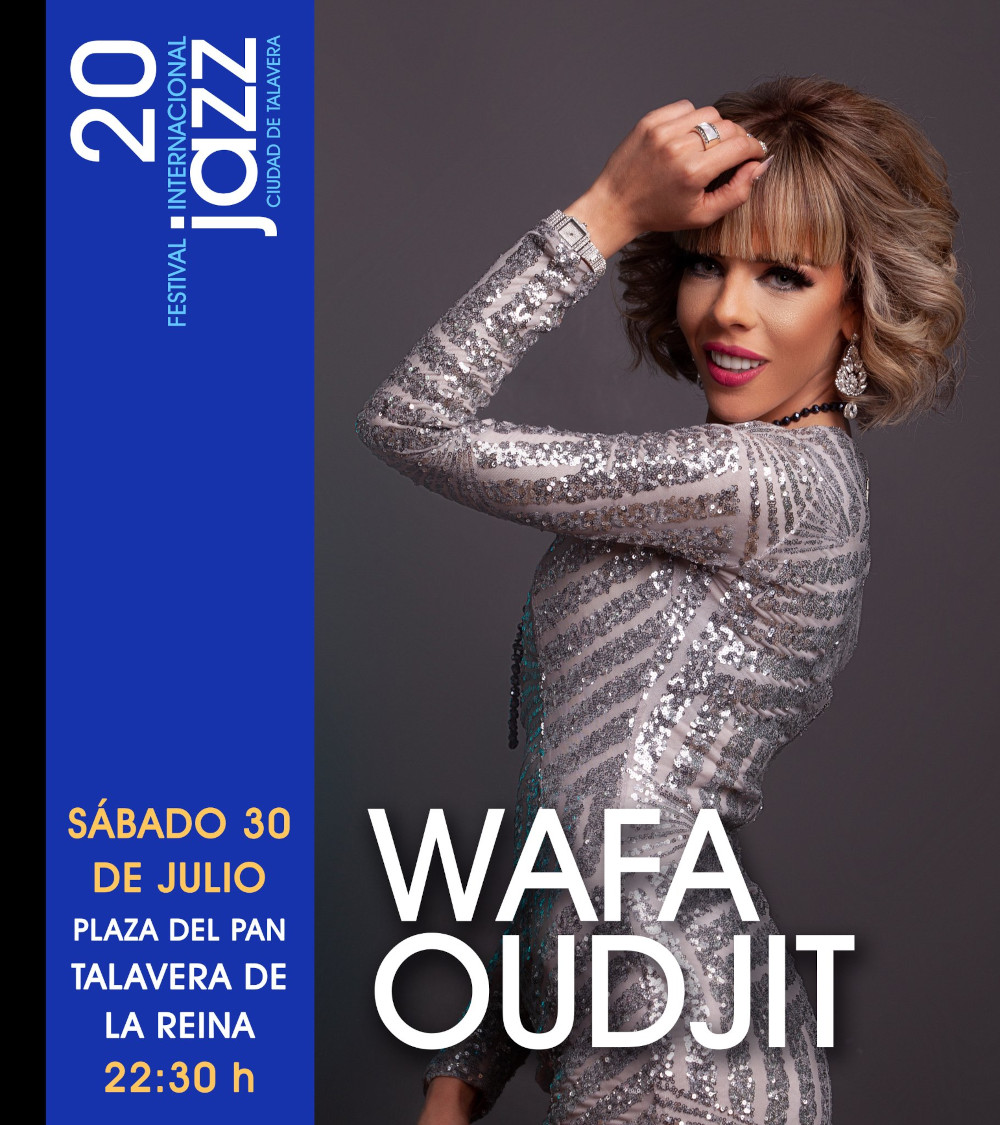 20
FESTIVAL INTERNACIONAL
jazz
CIUDAD DE TALAVERA
SÁBADO 30
DE JULIO
PLAZA DEL PAN
TALAVERA DE
LA REINA
22:30 h
WAFA
OUDJIT